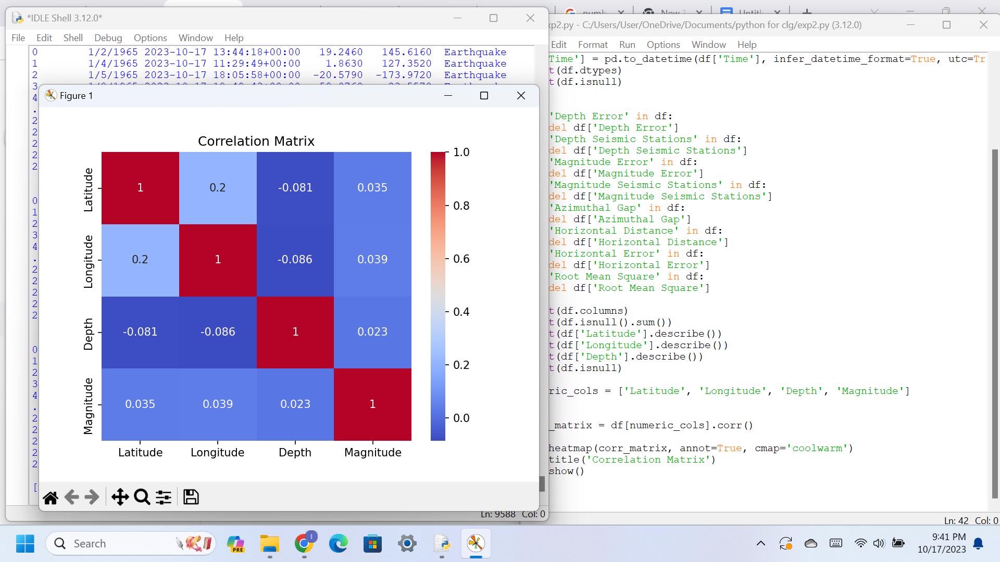 *IDLE Shell 3.12.0*
File Edit Shell Debug Options Window Help
0 1/2/1965 2023-10-17 13:44:18+00:00 19.2460 145.6160 Earthquake
1 1/4/1965 2023-10-17 11:29:49+00:00 1.8630 127.3520 Earthquake
2 1/5/1965 2023-10-17 18:05:58+00:00 -20.5790 -173.9720 Earthquake
3
4
.
2
2
2
2
2
0
1
2
3
4
.
2
2
2
2
2
0
1
2
3
4
.
2
2
2
2
2
[
Ln: 9588 Col: 0
Figure 1
Correlation Matrix
Latitude 1 0.2 -0.081 0.035
Longitude 0.2 1 -0.086 0.039
Depth -0.081 -0.086 1 0.023
Magnitude 0.035 0.039 0.023 1
Latitude Longitude Depth Magnitude
1.0
0.8
0.6
0.4
0.2
0.0
New
xp2.py - C:/Users/User/OneDrive/Documents/python for clg/exp2.py (3.12.0)
Edit Format Run Options Window Help
Time'] = pd.to_datetime(df['Time'], infer_datetime_format=True, utc=Tr
t(df.dtypes)
t(df.isnull)
'Depth Error' in df:
del df['Depth Error']
'Depth Seismic Stations' in df:
del df['Depth Seismic Stations']
'Magnitude Error' in df:
del df['Magnitude Error']
'Magnitude Seismic Stations' in df:
del df['Magnitude Seismic Stations']
'Azimuthal Gap' in df:
del df['Azimuthal Gap']
'Horizontal Distance' in df:
del df['Horizontal Distance']
'Horizontal Error' in df:
del df['Horizontal Error']
'Root Mean Square' in df:
del df['Root Mean Square']
t(df.columns)
t(df.isnull().sum())
t(df['Latitude'].describe())
t(df['Longitude'].describe())
t(df['Depth'].describe())
t(df.isnull)
ric_cols = ['Latitude', 'Longitude', 'Depth', 'Magnitude']
_matrix = df[numeric_cols].corr()
heatmap(corr_matrix, annot=True, cmap='coolwarm')
title('Correlation Matrix')
show()
Ln: 42 Col: 0
Search
PRE
9:41 PM
10/17/2023